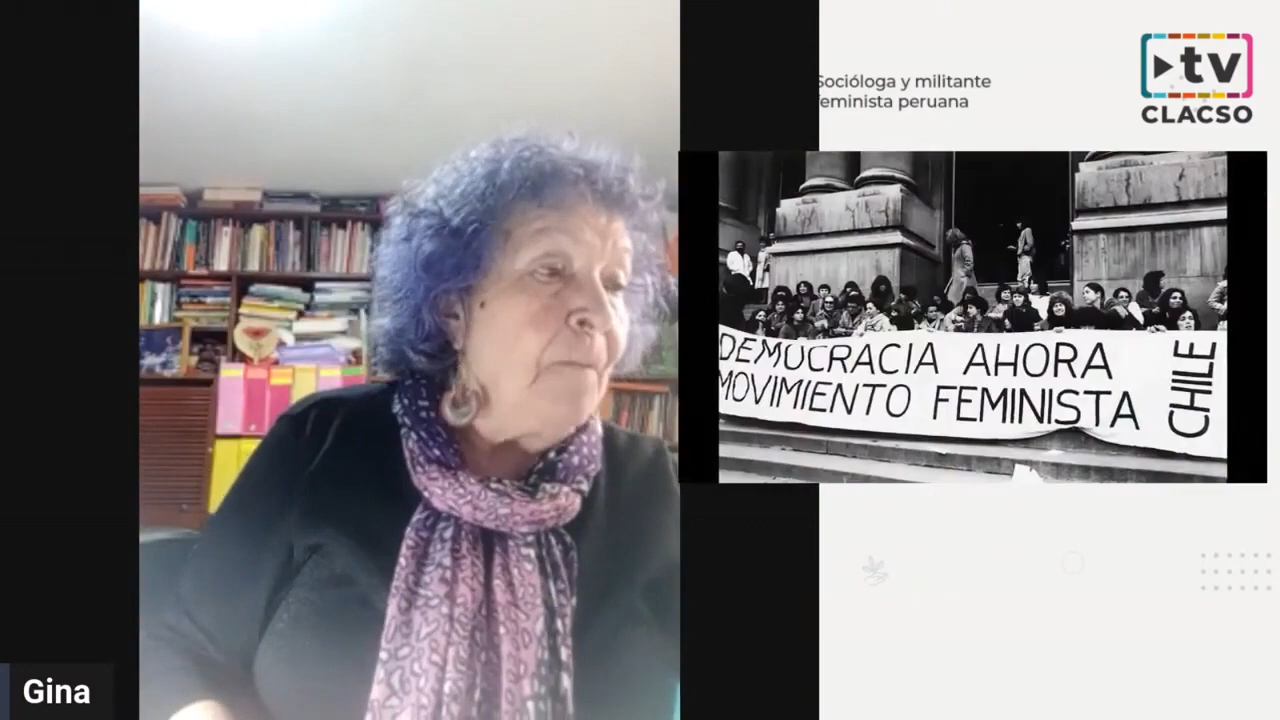 Socióloga y militante
feminista peruana
tv
CLACSO
DEMOCRACIA AHORA
MOVIMIENTO FEMINISTA
CHILE
Gina